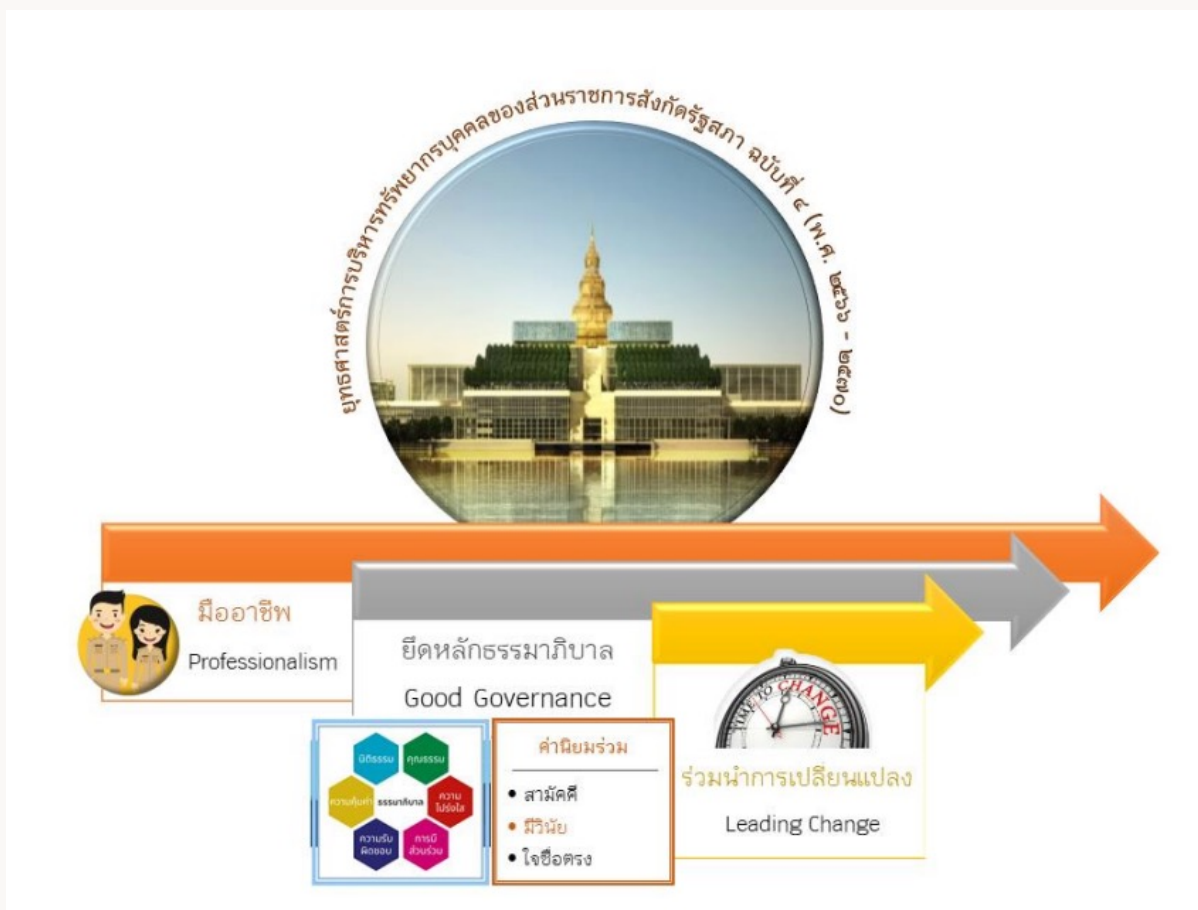 ยุทธศาสตร์การบริหารทรัพยากรบุคคลของส่วนราชการสังกัดรัฐสภา ฉบับที่ ๔ (พ.ศ. ๒๕๖๖ - ๒๕๗๐)
มืออาชีพ
Professionalism
ยึดหลักธรรมาภิบาล
Good Governance
นิติธรรม
คุณธรรม
ความคุ้มค่า
ธรรมาภิบาล
ความ
โปร่งใส
ความรับ
ผิดชอบ
การมี
ส่วนร่วม
ค่านิยมร่วม
• สามัคคี
• มีวินัย
• ใจซื่อตรง
TIME TO CHANGE
ร่วมนำการเปลี่ยนแปลง
Leading Change